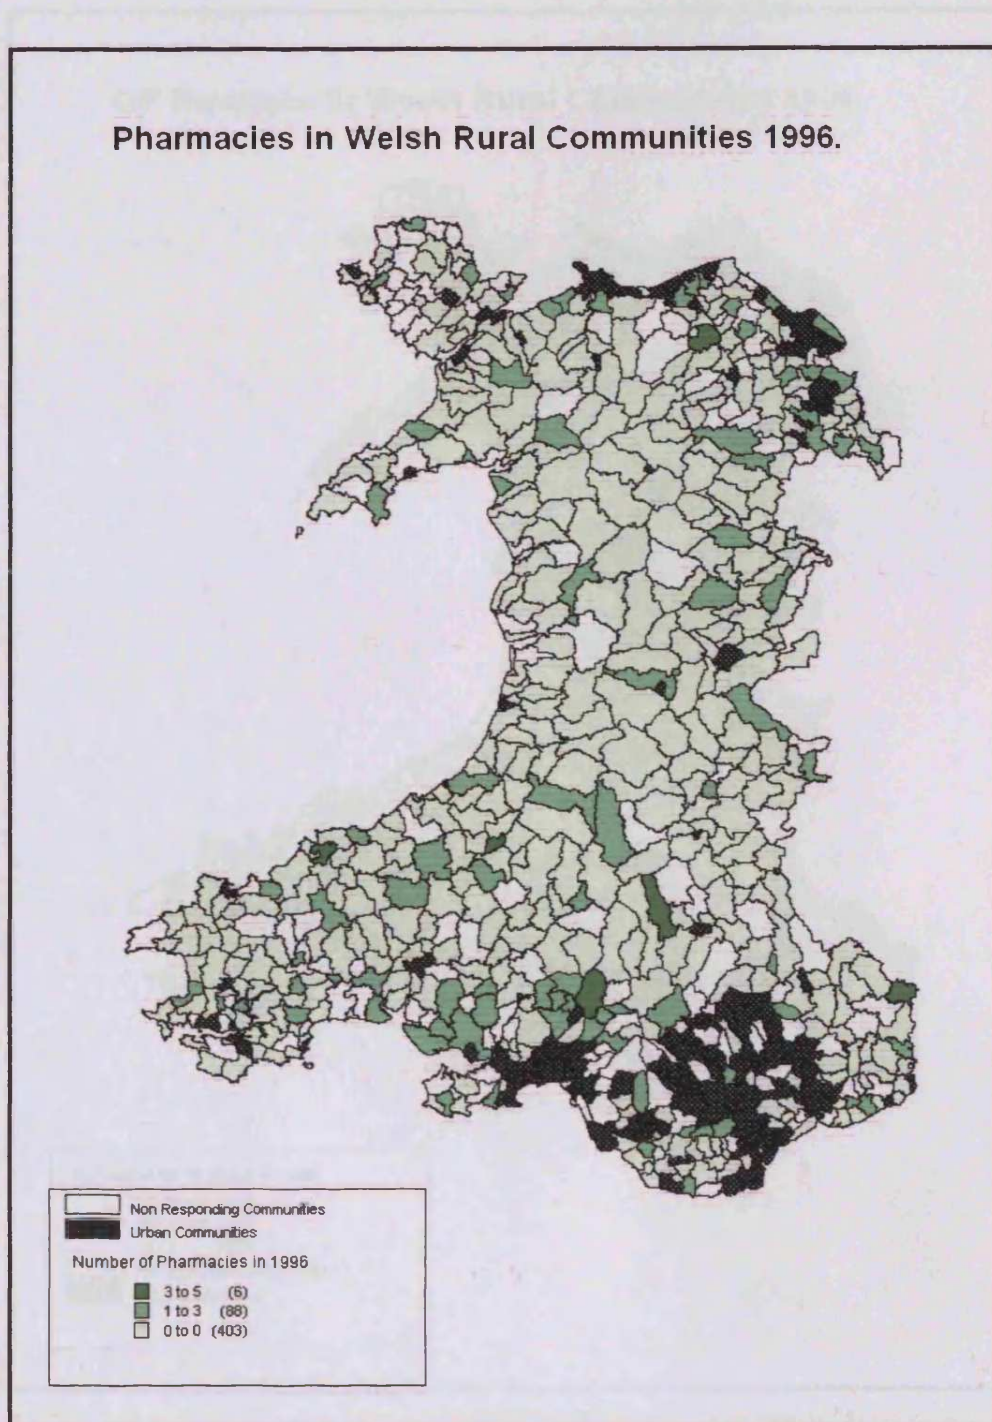 Pharmacies in Welsh Rural Communities 1996.
Non Responding Communities
Urban Communities
Number of Pharmacies in 1996
3 to 5 (6)
1 to 3 (88)
0 to 0 (403)